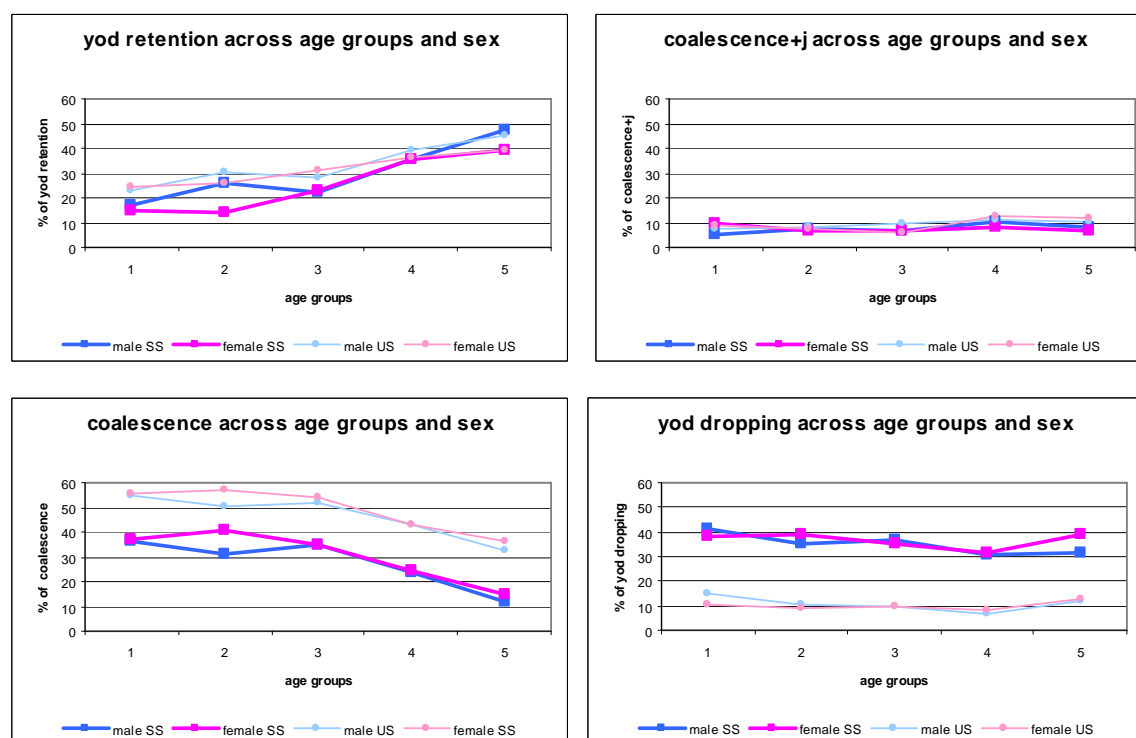 yod retention across age groups and sex
% of yod retention
60
50
40
30
20
10
0
1 2 3 4 5
age groups
male SS female SS male US female US
coalescence+j across age groups and sex
% of coalescence+j
60
50
40
30
20
10
0
1 2 3 4 5
age groups
male SS female SS male US female US
coalescence across age groups and sex
% of coalescence
60
50
40
30
20
10
0
1 2 3 4 5
age groups
male SS female SS male US female US
yod dropping across age groups and sex
% of yod dropping
60
50
40
30
20
10
0
1 2 3 4 5
age groups
male SS female SS male US female US